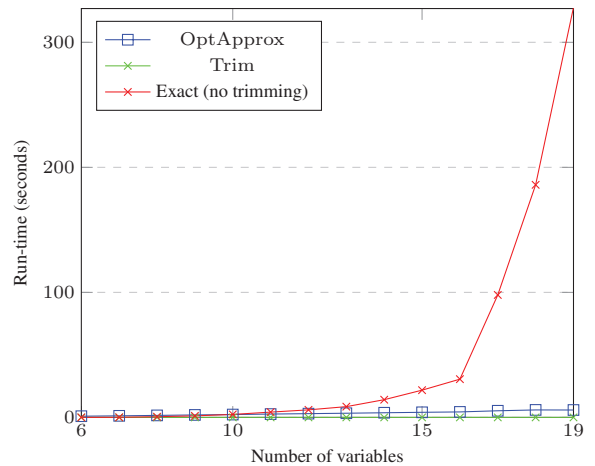 OptApprox
Trim
Exact (no trimming)
300
200
100
0
Run-time (seconds)
6
10
15
19
Number of variables